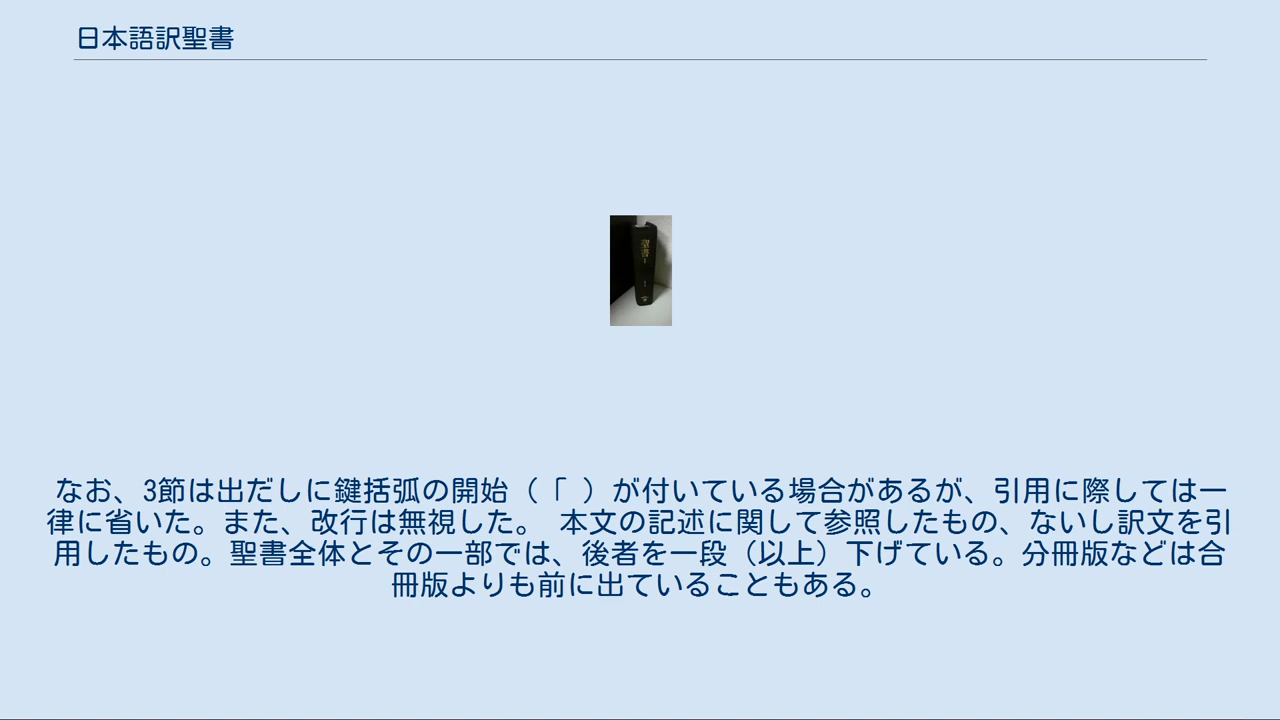 日本語訳聖書
聖書
なお、3節は出だしに鍵括弧の開始（「 ）が付いている場合があるが、引用に際しては一
律に省いた。また、改行は無視した。 本文の記述に関して参照したもの、ないし訳文を引
用したもの。聖書全体とその一部では、後者を一段（以上）下げている。分冊版などは合
冊版よりも前に出ていることもある。